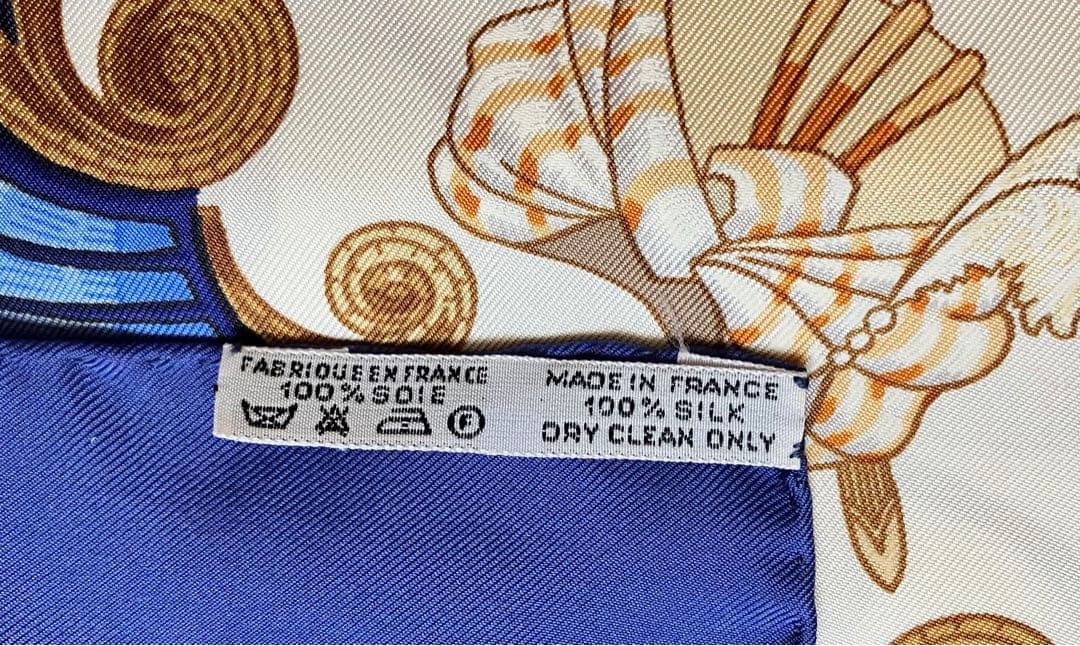 FABRIQUE EN FRANCE
100% SOIE
F
MADE IN FRANCE
100% SILK
DRY CLEAN ONLY